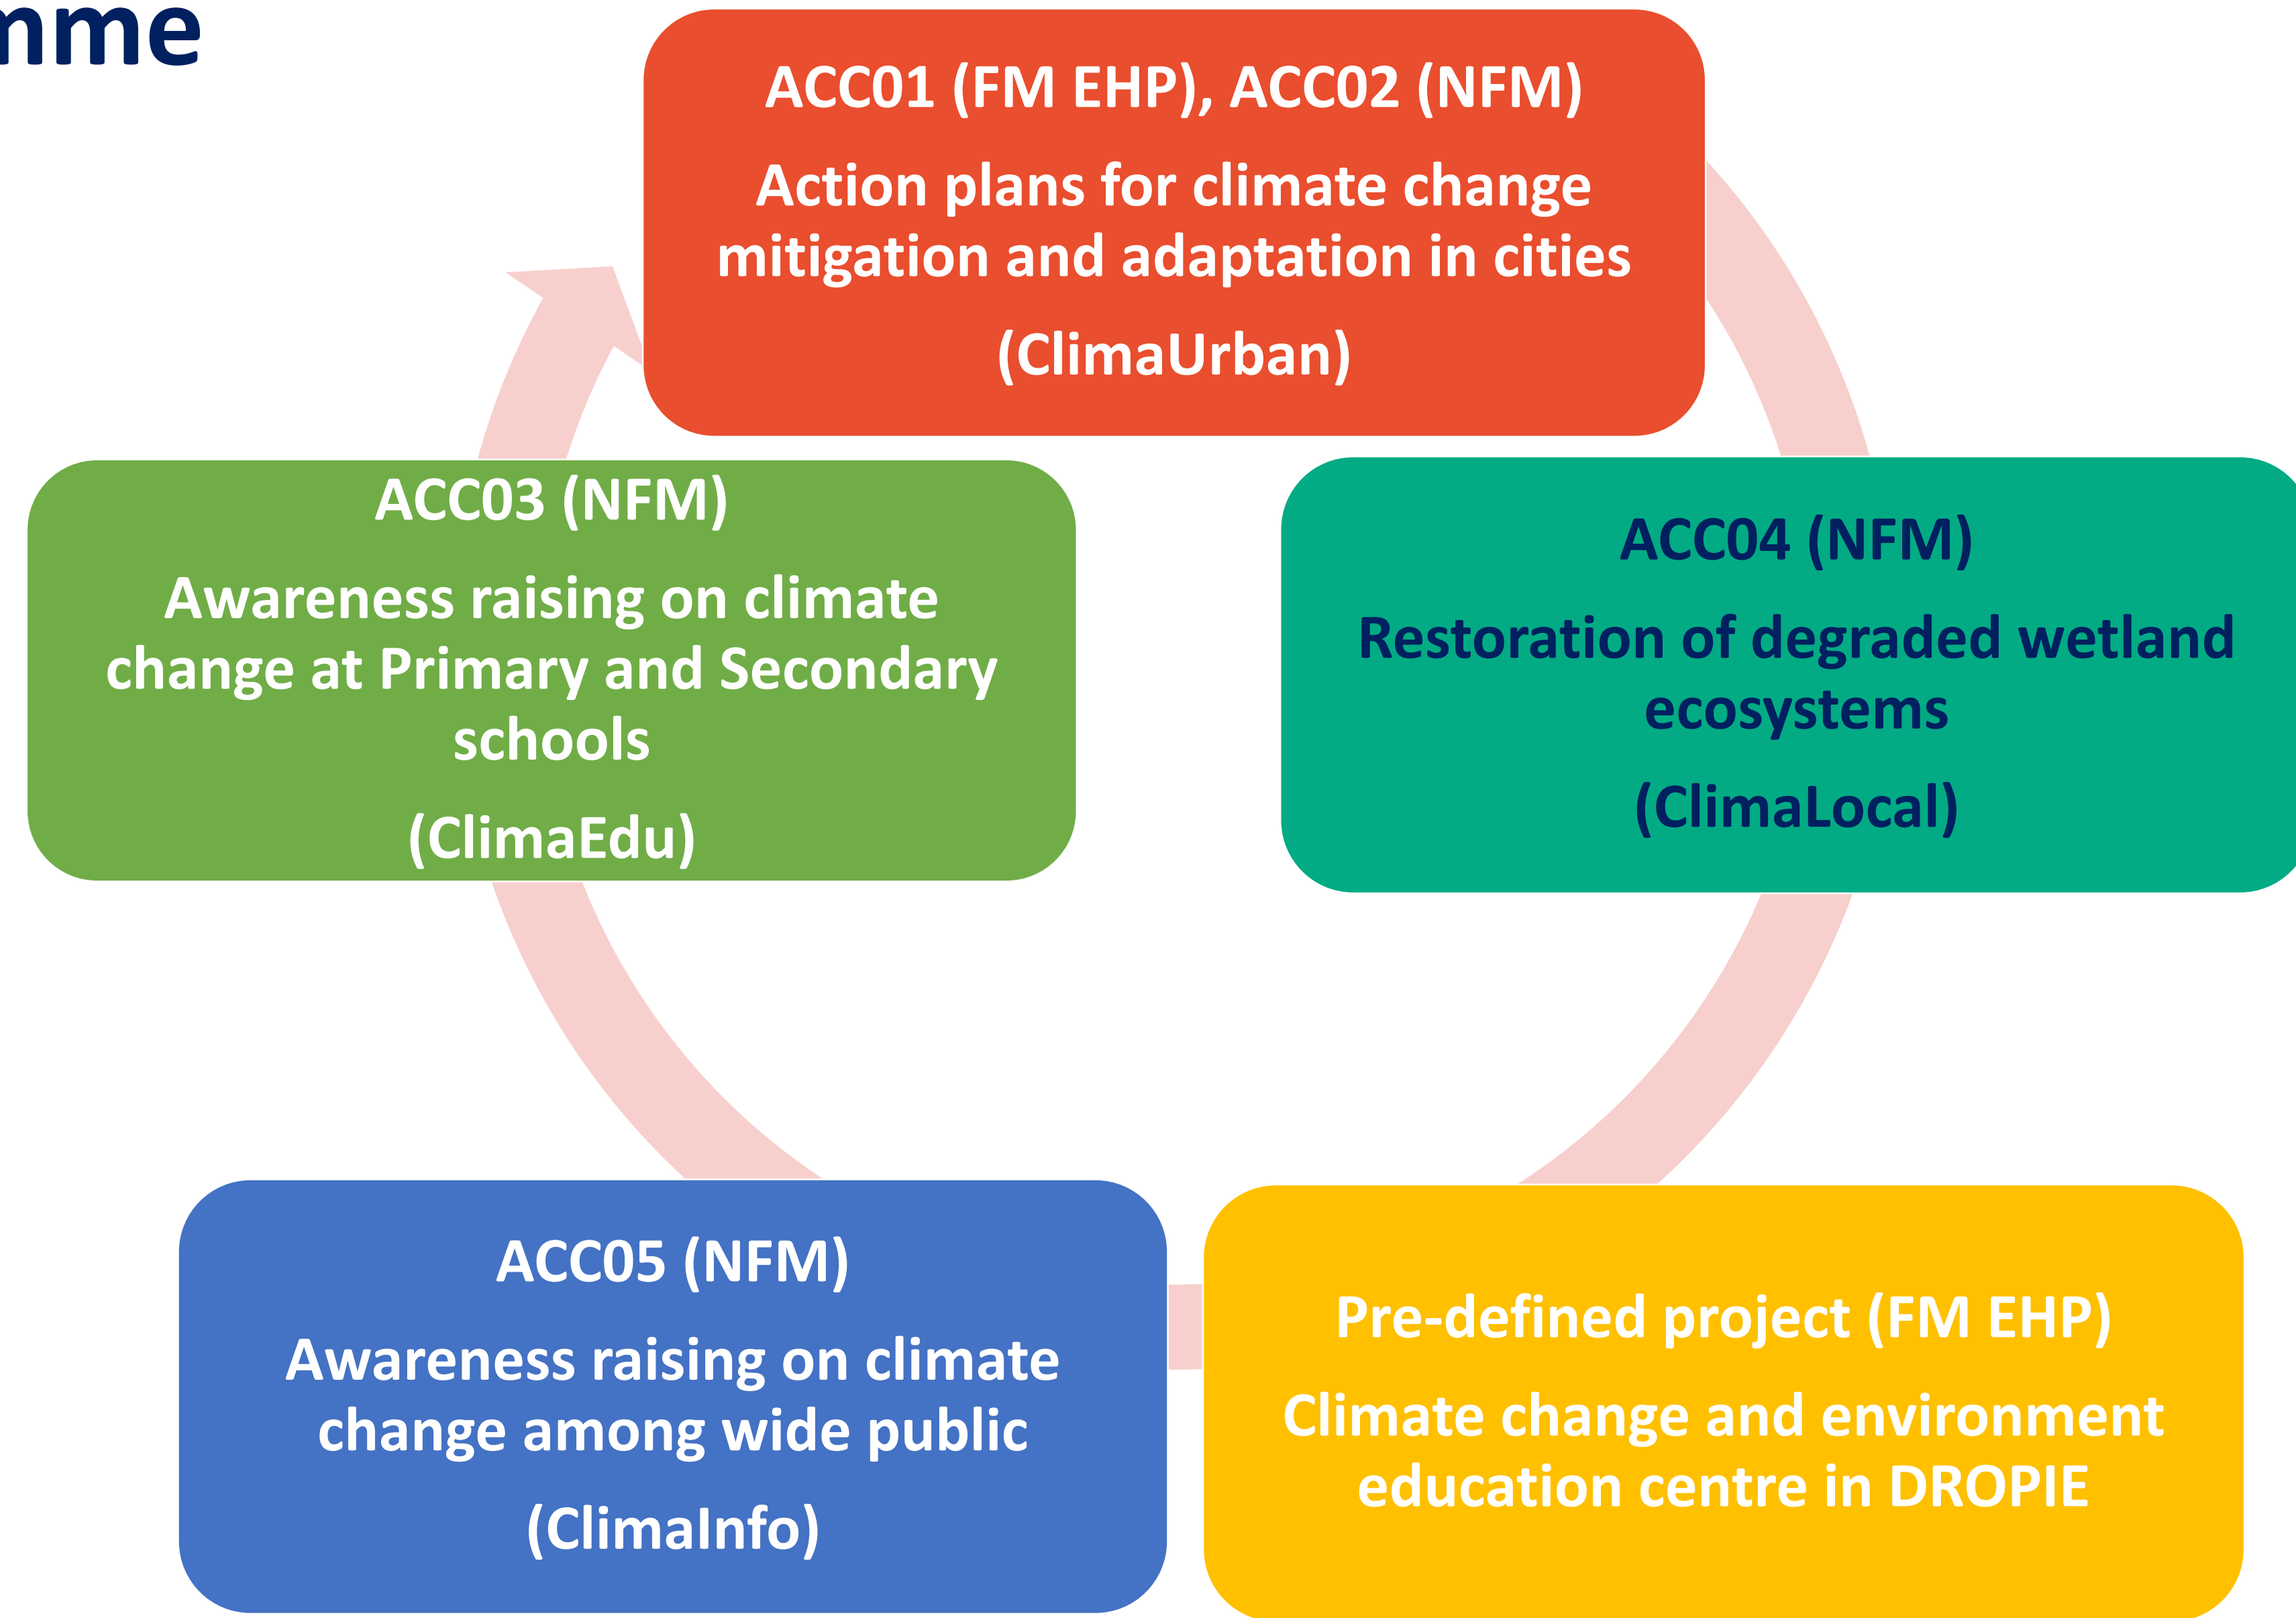 ACC01 (FM EHP), ACC02 (NFM)
Action plans for climate change
mitigation and adaptation in cities
(ClimaUrban)
ACC03 (NFM)
Awareness raising on climate
change at Primary and Secondary
schools
(ClimaEdu)
ACC04 (NFM)
Restoration of degraded wetland
ecosystems
(ClimaLocal)
ACC05 (NFM)
Awareness raising on climate
change among wide public
(ClimaInfo)
Pre-defined project (FM EHP)
Climate change and environment
education centre in DROPIE